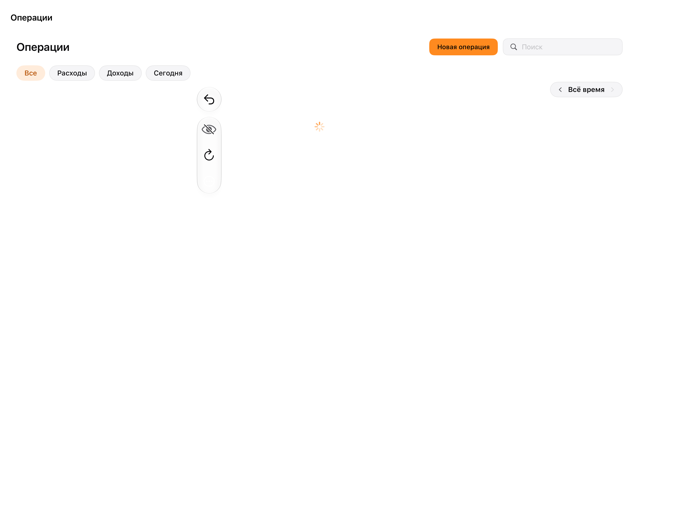 Операции
Операции
Новая операция
Поиск
Все
Расходы
Доходы
Сегодня
Всё время